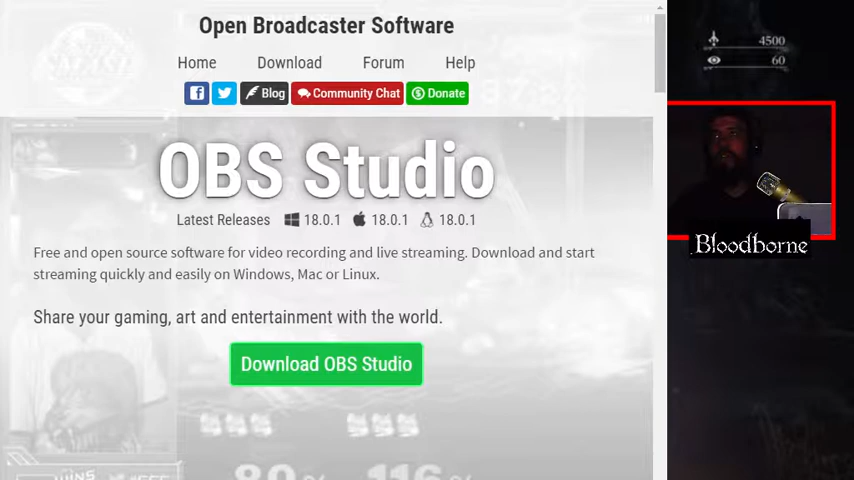 Open Broadcaster Software
Home Download Forum Help
Blog Community Chat Donate
OBS Studio
Latest Releases 18.0.1 18.0.1 18.0.1
Free and open source software for video recording and live streaming. Download and start
streaming quickly and easily on Windows, Mac or Linux.
Share your gaming, art and entertainment with the world.
Download OBS Studio
4500
60
Bloodborne